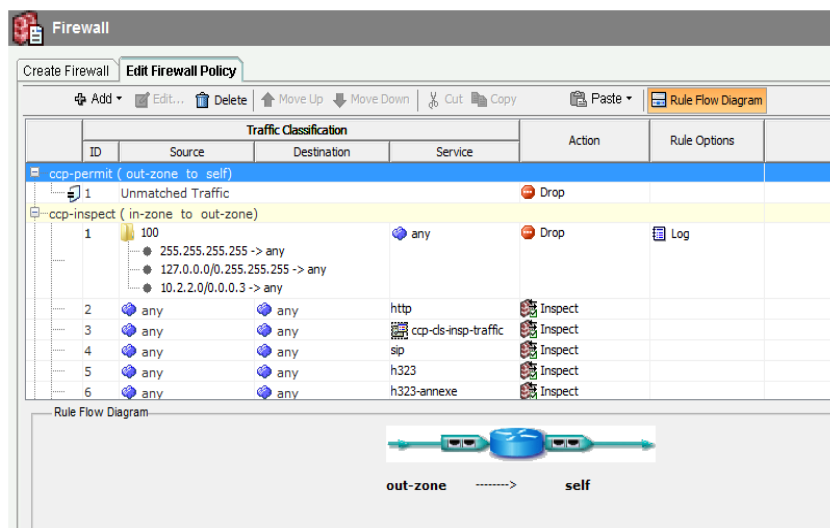 Firewall
Create Firewall Edit Firewall Policy
Add Edit... Delete Move Up Move Down Cut Copy Paste Rule Flow Diagram
Traffic Classification Action Rule Options
ID Source Destination Service
ccp-permit ( out-zone to self)
1 Unmatched Traffic Drop
ccp-inspect ( in-zone to out-zone)
1 100 any Drop Log
255.255.255.255 -> any
127.0.0.0/0.255.255.255 -> any
10.2.2.0/0.0.0.3 -> any
2 any any http Inspect
3 any any ccp-cls-insp-traffic Inspect
4 any any sip Inspect
5 any any h323 Inspect
6 any any h323-annexe Inspect
Rule Flow Diagram
out-zone --------> self